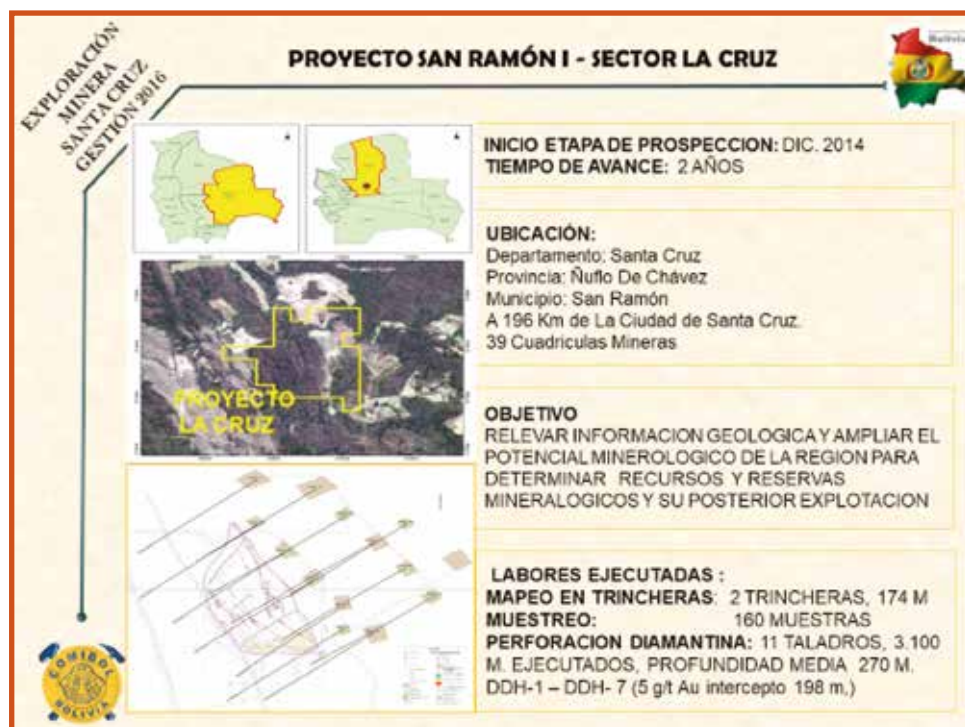 EXPLORACIÓN
MINERA
SANTA CRUZ
GESTIÓN 2016
PROYECTO SAN RAMÓN I - SECTOR LA CRUZ
INICIO ETAPA DE PROSPECCION: DIC. 2014
TIEMPO DE AVANCE: 2 AÑOS
UBICACIÓN:
Departamento: Santa Cruz
Provincia: Ñuflo De Chávez
Municipio: San Ramón
A 196 Km de La Ciudad de Santa Cruz.
39 Cuadriculas Mineras
PROYECTO
LA CRUZ
OBJETIVO
RELEVAR INFORMACION GEOLOGICA Y AMPLIAR EL
POTENCIAL MINEROLOGICO DE LA REGION PARA
DETERMINAR RECURSOS Y RESERVAS
MINERALOGICOS Y SU POSTERIOR EXPLOTACION
LABORES EJECUTADAS :
MAPEO EN TRINCHERAS: 2 TRINCHERAS, 174 M
MUESTREO: 160 MUESTRAS
PERFORACION DIAMANTINA: 11 TALADROS, 3.100
M. EJECUTADOS, PROFUNDIDAD MEDIA 270 M.
DDH-1 – DDH- 7 (5 g/t Au intercepto 198 m,)
COMIBOL
BOLIVIA